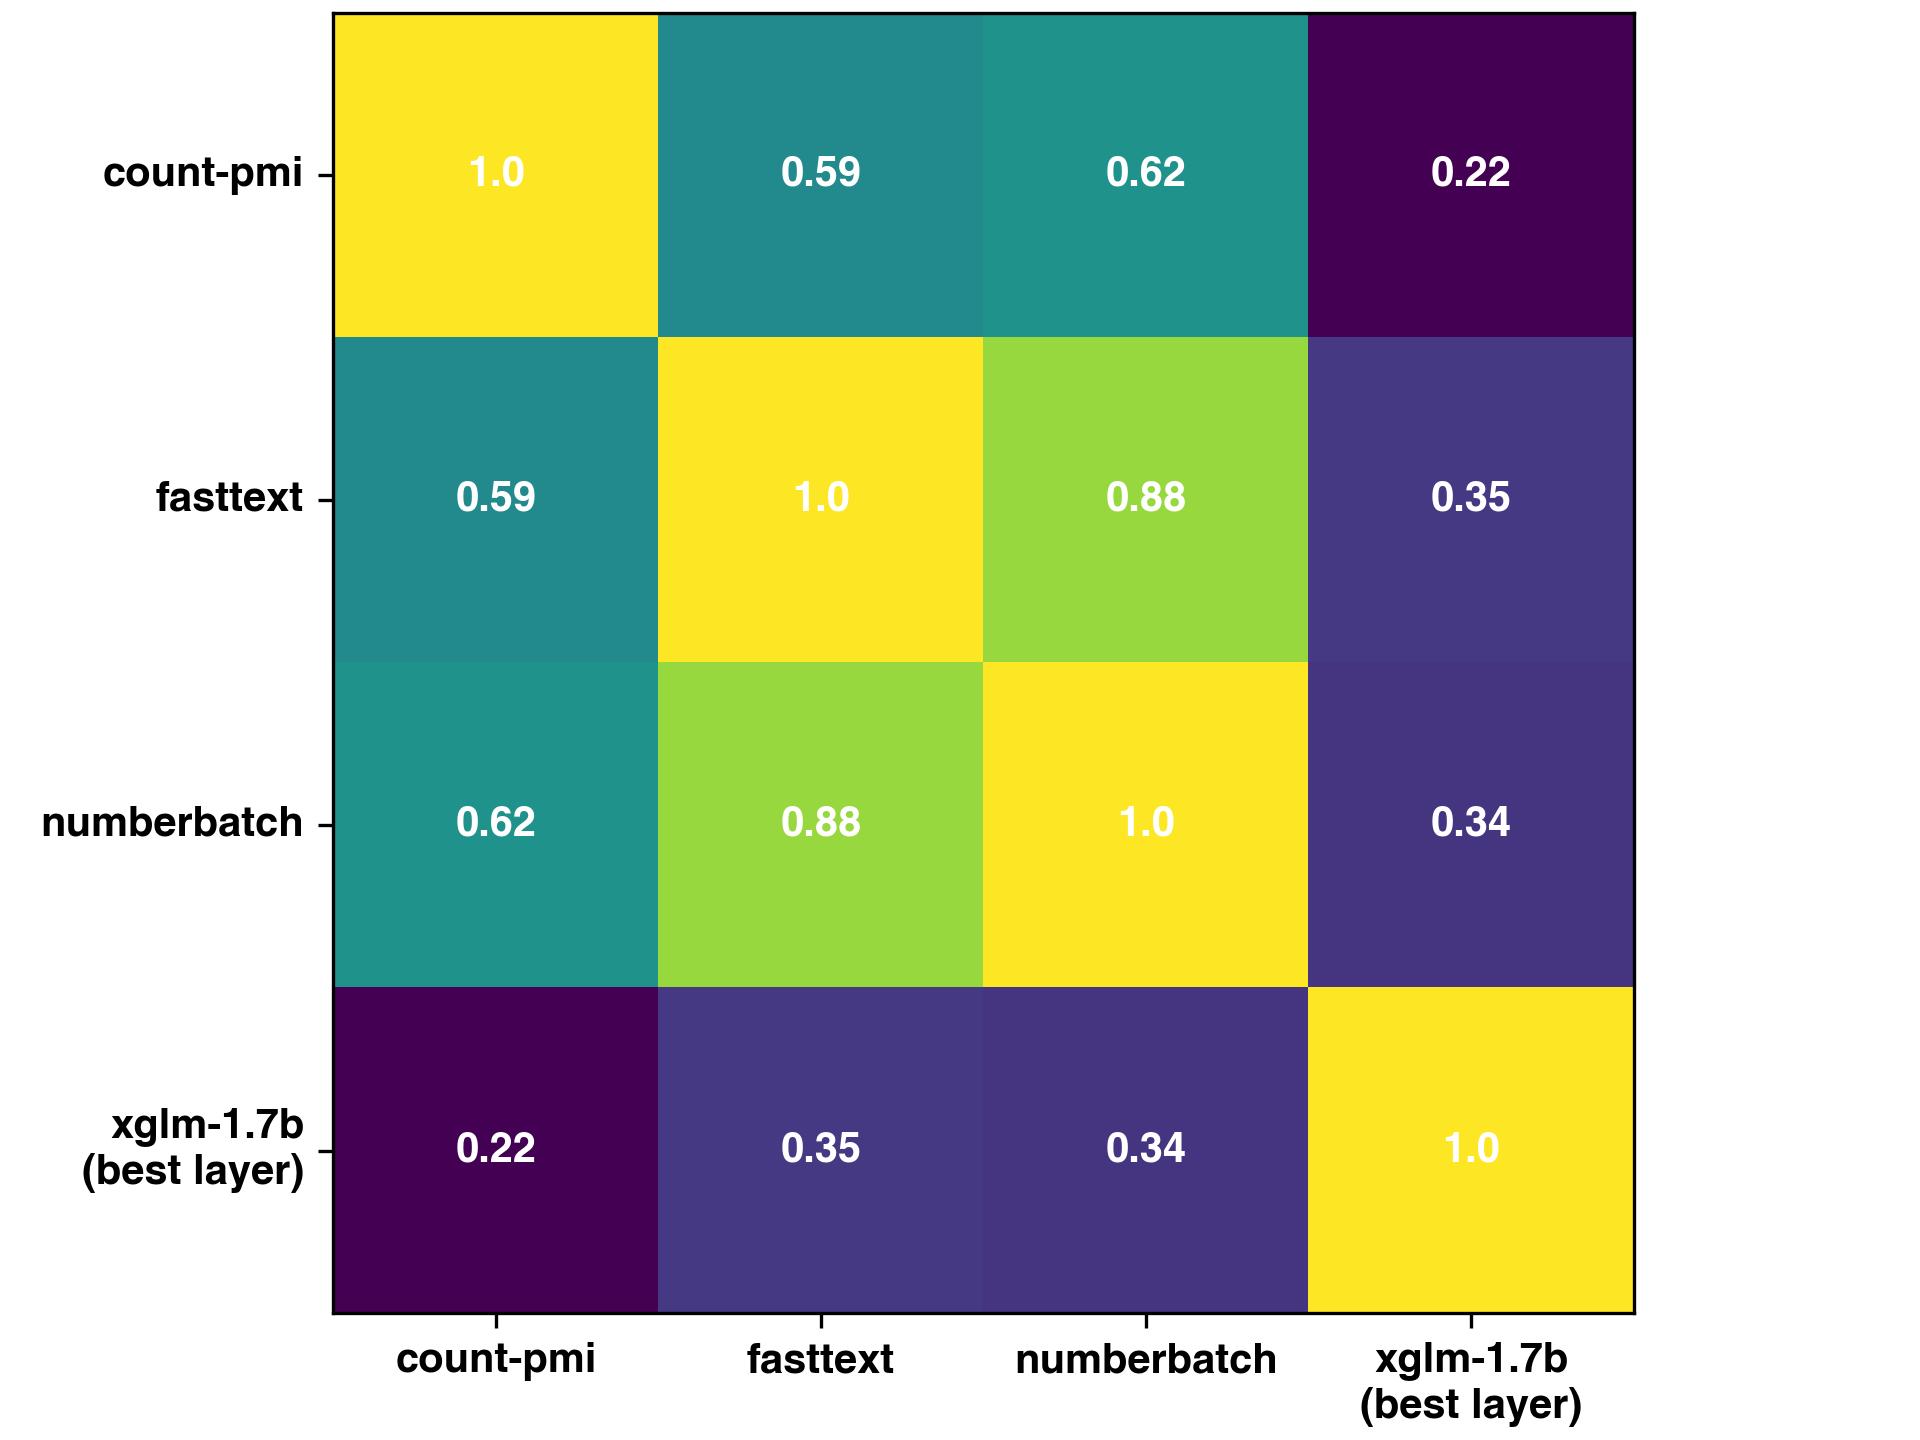 count-pmi 1.0 0.59 0.62 0.22
fasttext 0.59 1.0 0.88 0.35
numberbatch 0.62 0.88 1.0 0.34
xglm-1.7b
(best layer) 0.22 0.35 0.34 1.0
count-pmi fasttext numberbatch xglm-1.7b
(best layer)